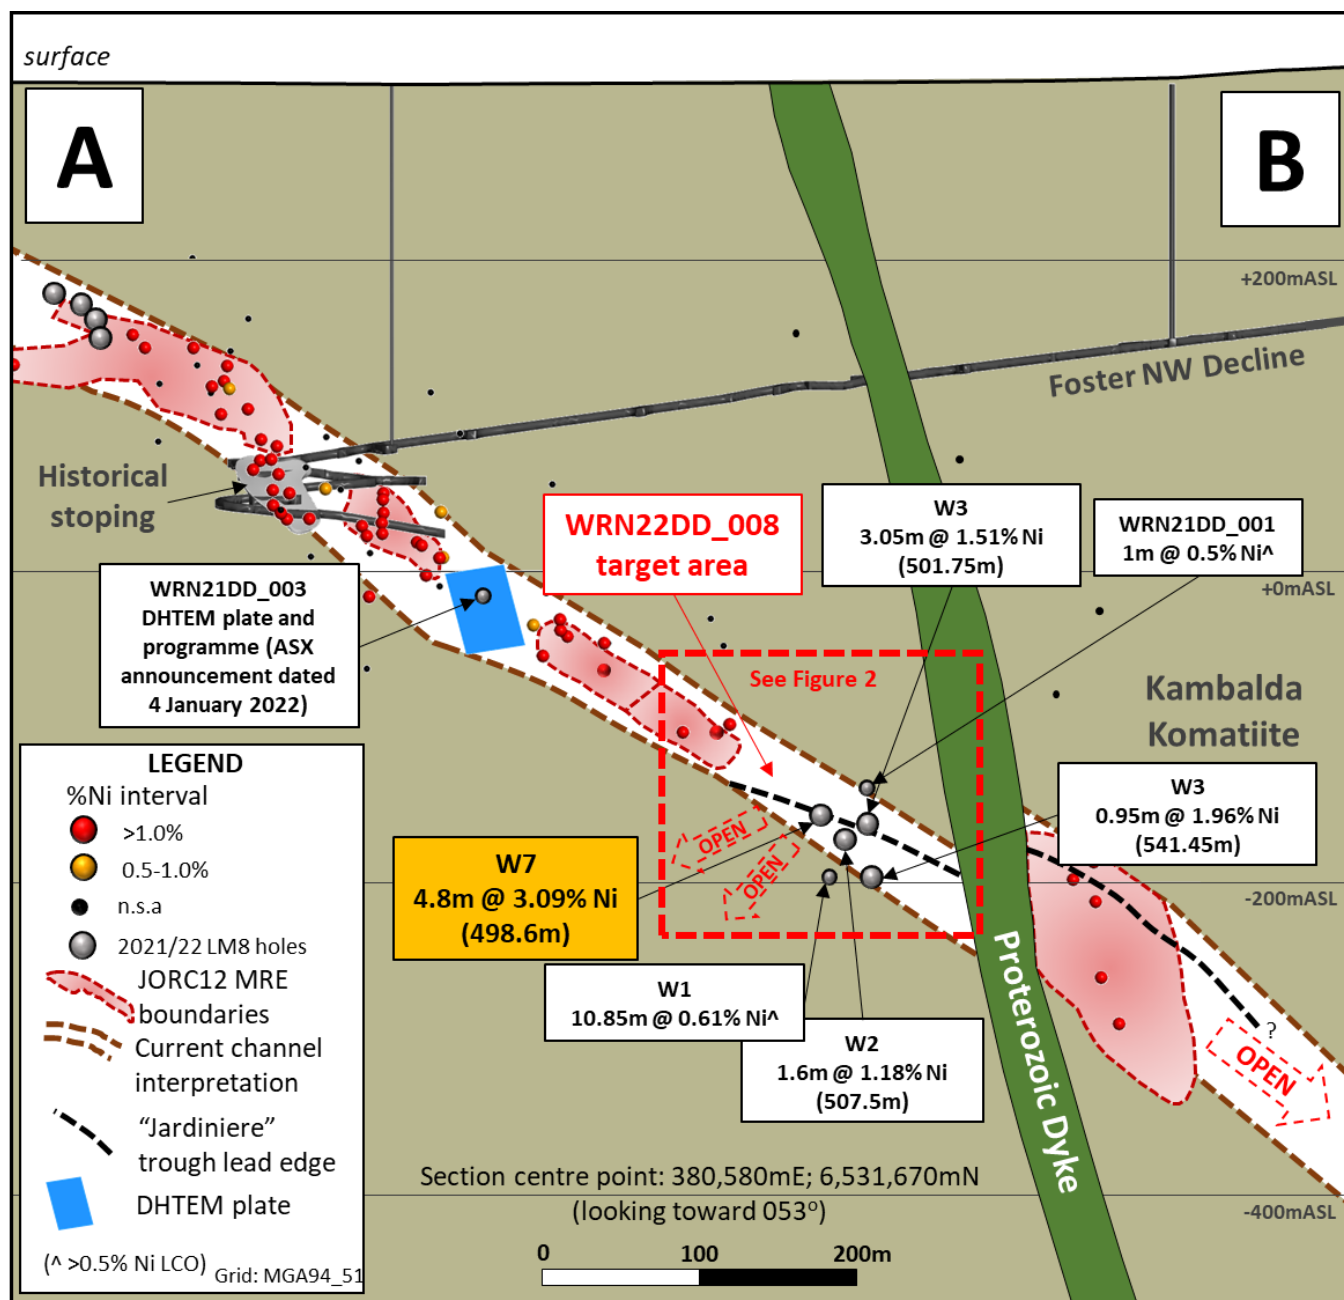 surface
A
B
+200mASL
Foster NW Decline
Historical
stoping
WRN22DD_008
target area
W3
3.05m @ 1.51% Ni
(501.75m)
WRN21DD_001
1m @ 0.5% Ni^
+0mASL
WRN21DD_003
DHTEM plate and
programme (ASX
announcement dated
4 January 2022)
See Figure 2
Kambalda
Komatiite
W3
0.95m @ 1.96% Ni
(541.45m)
OPEN
OPEN
W7
4.8m @ 3.09% Ni
(498.6m)
-200mASL
W1
10.85m @ 0.61% Ni^
W2
1.6m @ 1.18% Ni
(507.5m)
Proterozoic Dyke
?
OPEN
-400mASL
LEGEND
%Ni interval
>1.0%
0.5-1.0%
n.s.a
2021/22 LM8 holes
JORC12 MRE
boundaries
Current channel
interpretation
“Jardiniere”
trough lead edge
DHTEM plate
(^ >0.5% Ni LCO)
Grid: MGA94_51
Section centre point: 380,580mE; 6,531,670mN
(looking toward 053°)
0 100 200m